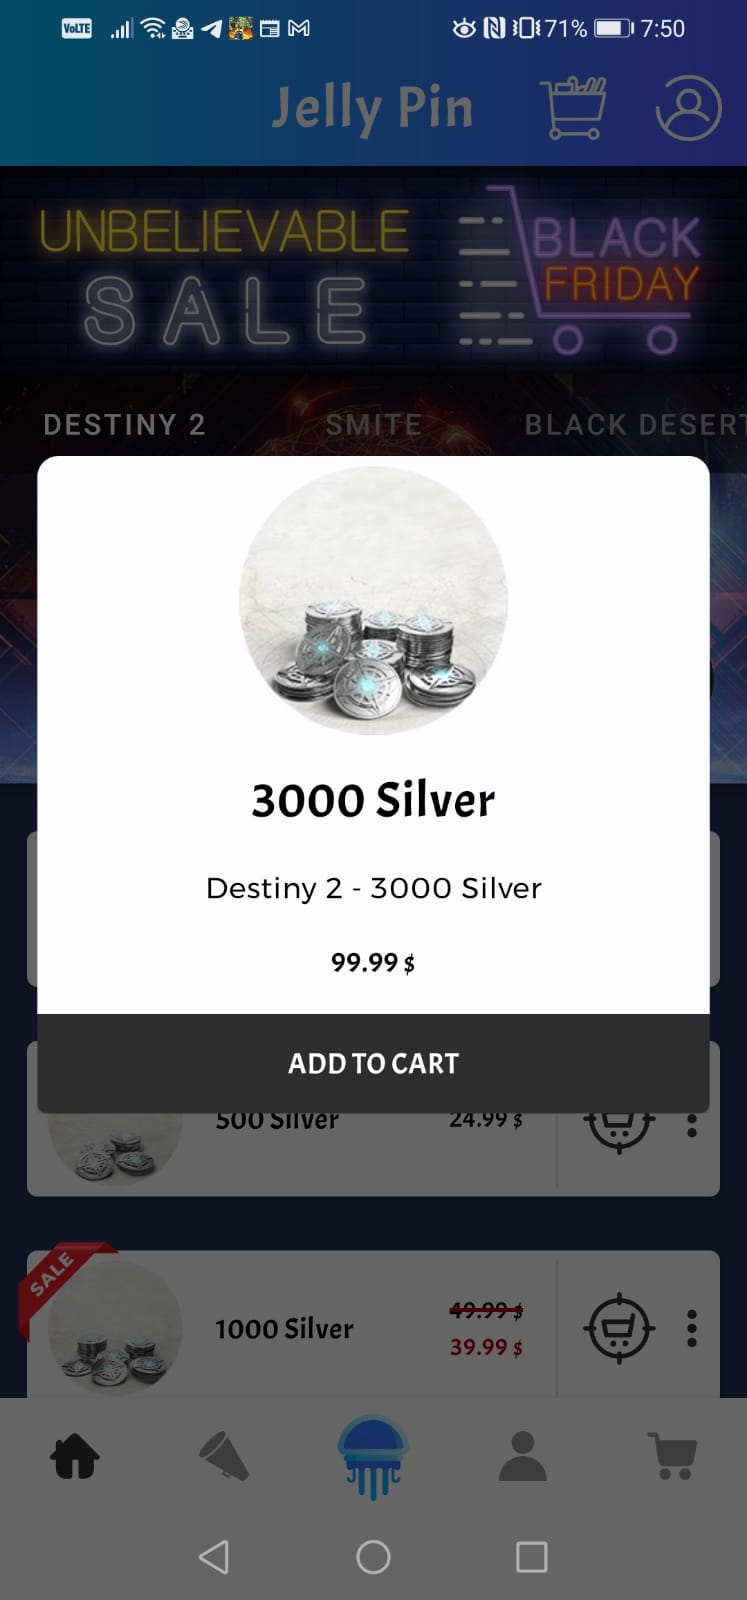 VoLTE 71% 7:50
Jelly Pin
UNBELIEVABLE
SALE
BLACK
FRIDAY
DESTINY 2 SMITE BLACK DESERT
3000 Silver
Destiny 2 - 3000 Silver
99.99 $
ADD TO CART
500 Silver 24.99 $
SALE
1000 Silver
49.99 $
39.99 $